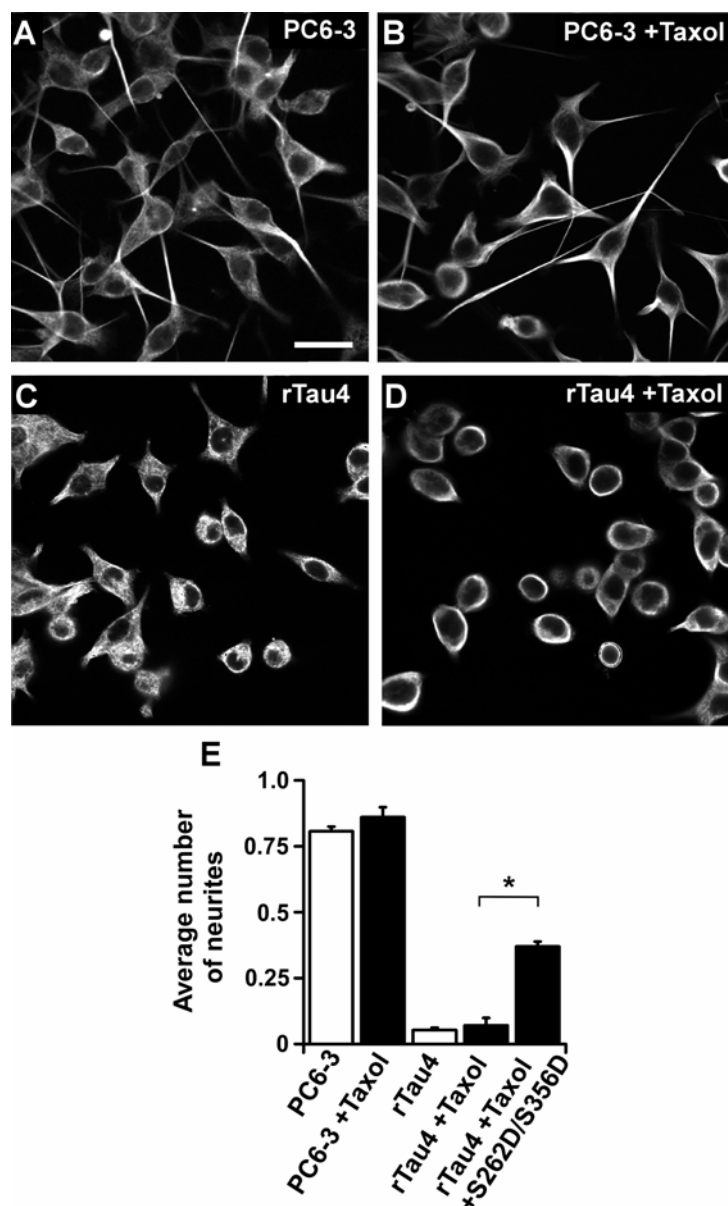 A PC6-3
B PC6-3 +Taxol
C rTau4
D rTau4 +Taxol
E
Average number
of neurites
1.0
0.75
0.5
0.25
0
*
PC6-3
PC6-3 +Taxol
rTau4
rTau4 +Taxol
rTau4 +Taxol
+S262D/S356D